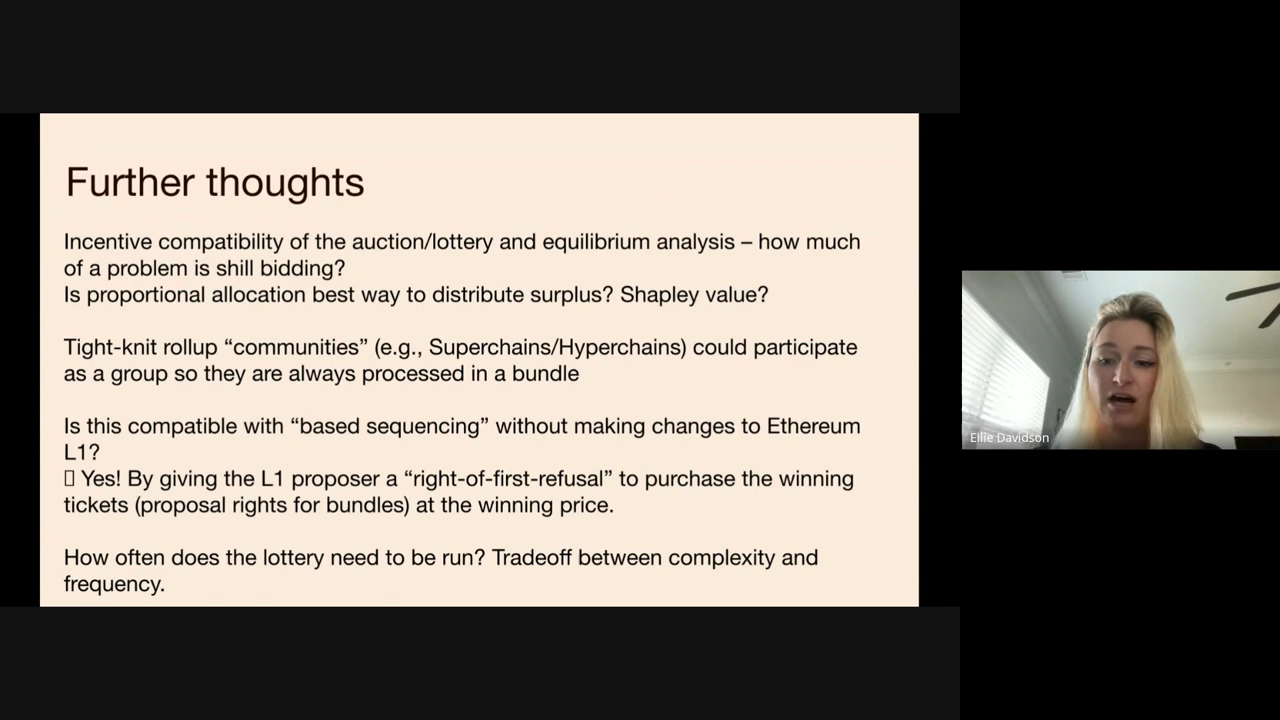 Further thoughts
Incentive compatibility of the auction/lottery and equilibrium analysis – how much
of a problem is shill bidding?
Is proportional allocation best way to distribute surplus? Shapley value?
Tight-knit rollup “communities” (e.g., Superchains/Hyperchains) could participate
as a group so they are always processed in a bundle
Is this compatible with “based sequencing” without making changes to Ethereum
L1?
Yes! By giving the L1 proposer a “right-of-first-refusal” to purchase the winning
tickets (proposal rights for bundles) at the winning price.
How often does the lottery need to be run? Tradeoff between complexity and
frequency.
Ellie Davidson